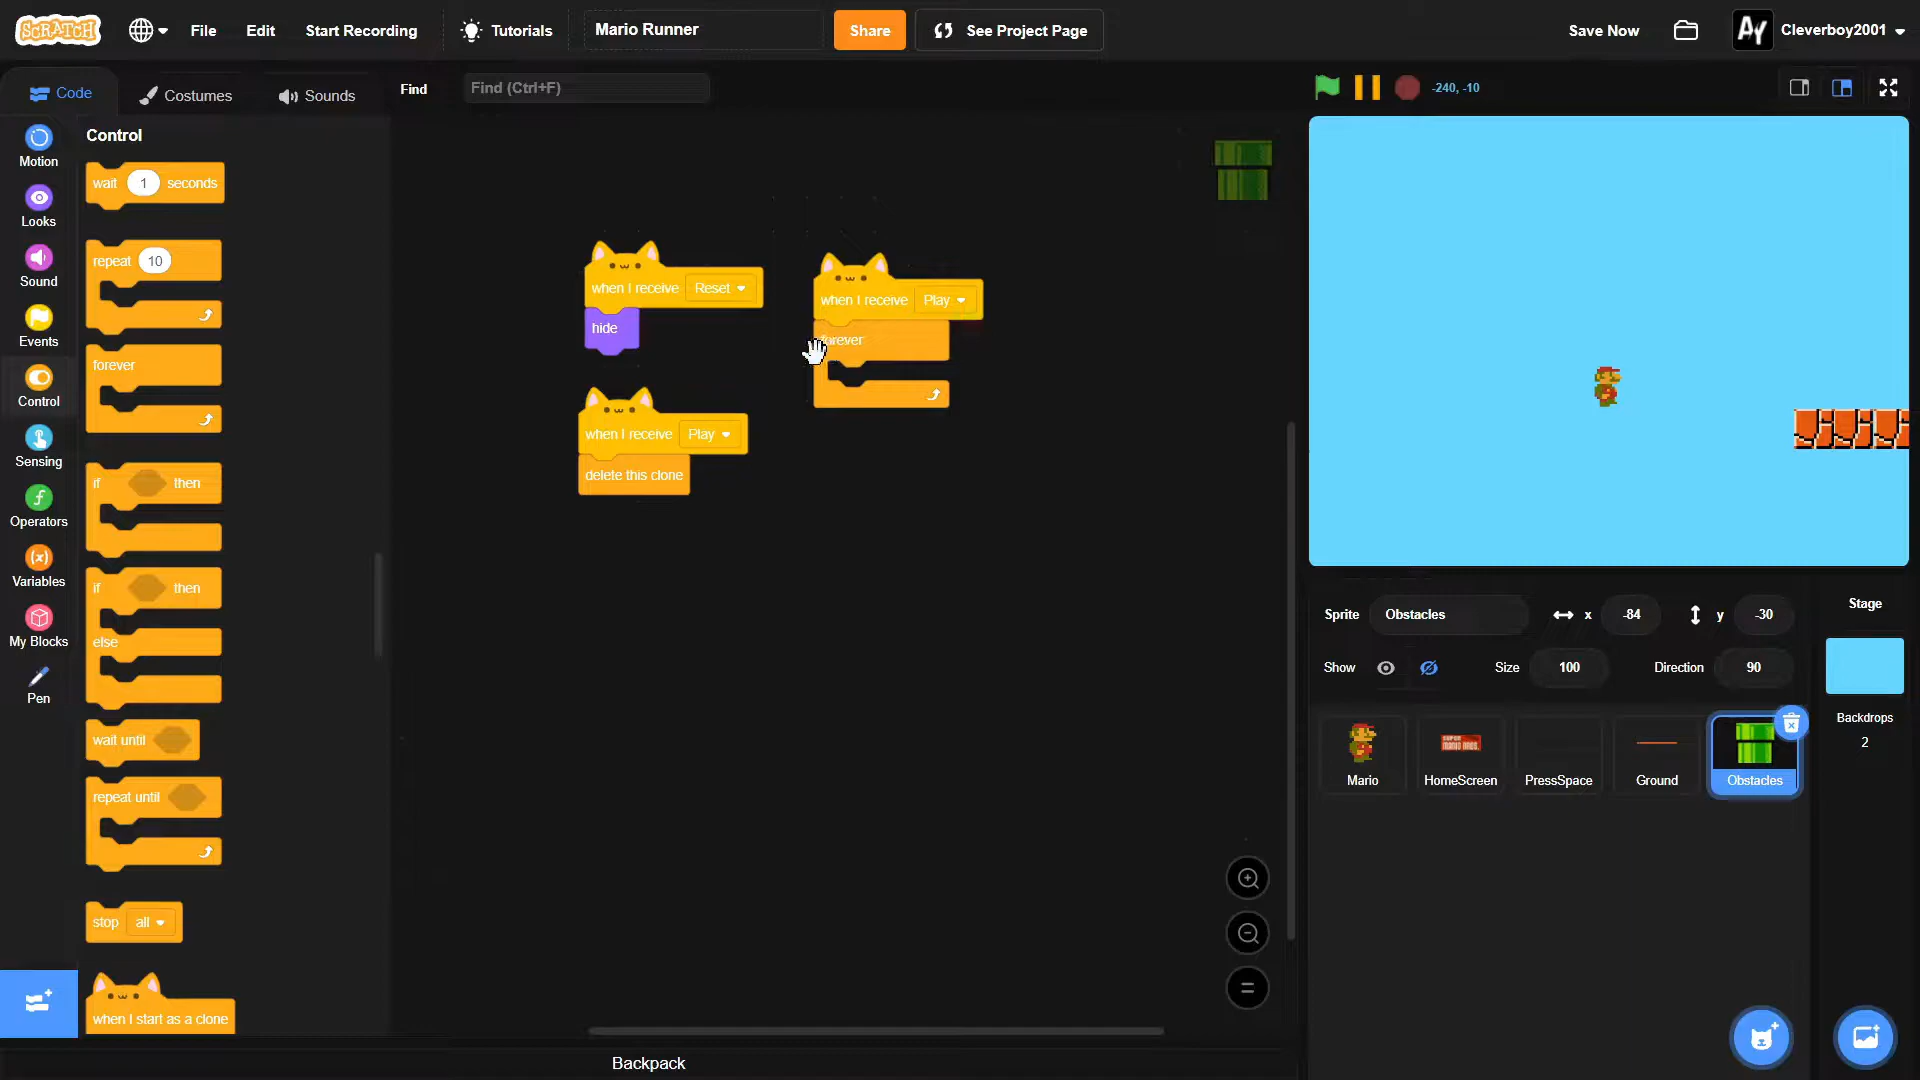 SCRATCH
File
Edit
Start Recording
Tutorials
Mario Runner
Share
See Project Page
Save Now
Ay
Cleverboy2001
Code
Costumes
Sounds
Find
Find (Ctrl+F)
-240, -10
Motion
Looks
Sound
Events
Control
Sensing
Operators
Variables
My Blocks
Pen
Control
wait 1 seconds
repeat 10
forever
if then
if then
else
wait until
repeat until
stop all
when I start as a clone
when I receive Reset
hide
when I receive Play
delete this clone
when I receive Play
forever
Backpack
Sprite Obstacles x -84 y -30
Show Size 100 Direction 90
Mario
HomeScreen
SUPER
MARIO BROS.
PressSpace
Ground
Obstacles
Stage
Backdrops
2